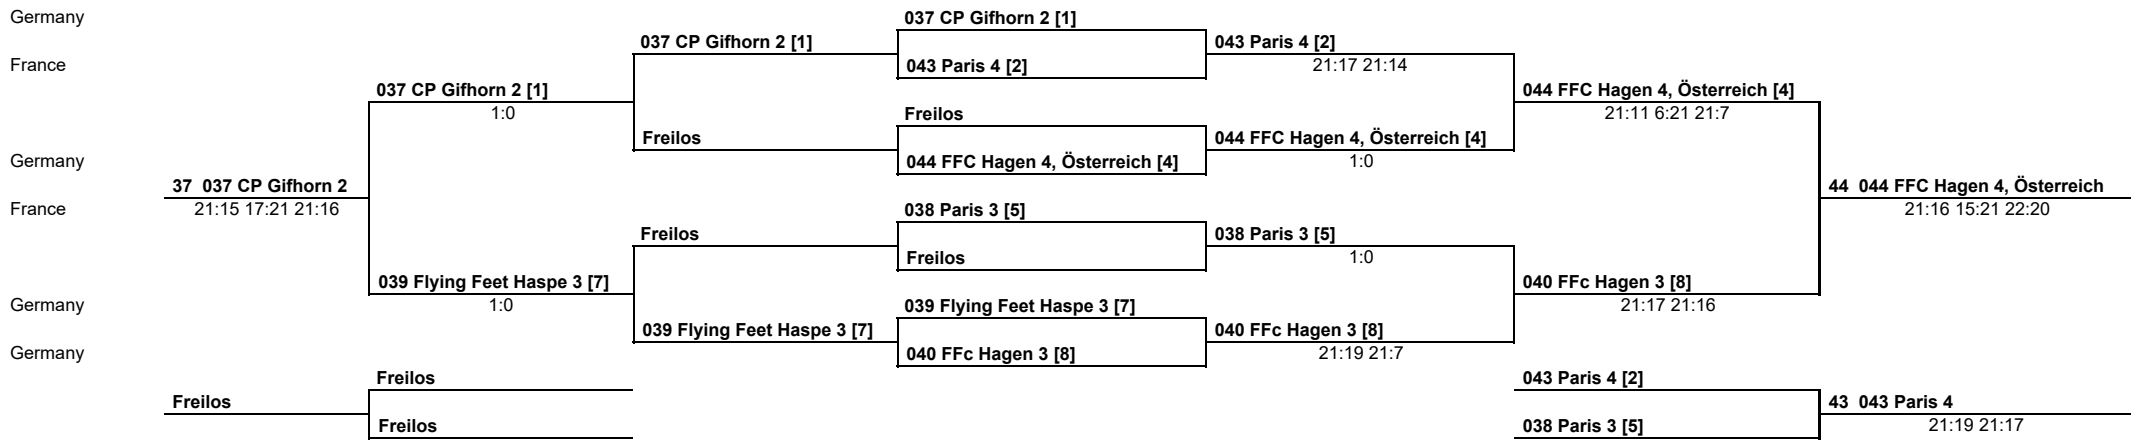 Germany
037 CP Gifhorn 2 [1]
037 CP Gifhorn 2 [1]
043 Paris 4 [2]
France
043 Paris 4 [2]
21:17 21:14
037 CP Gifhorn 2 [1]
044 FFC Hagen 4, Österreich [4]
1:0
Freilos
21:11 6:21 21:7
Freilos
044 FFC Hagen 4, Österreich [4]
Germany
044 FFC Hagen 4, Österreich [4]
1:0
37 037 CP Gifhorn 2
44 044 FFC Hagen 4, Österreich
France
21:15 17:21 21:16
038 Paris 3 [5]
21:16 15:21 22:20
Freilos
038 Paris 3 [5]
Freilos
1:0
039 Flying Feet Haspe 3 [7]
040 FFc Hagen 3 [8]
Germany
1:0
039 Flying Feet Haspe 3 [7]
21:17 21:16
039 Flying Feet Haspe 3 [7]
040 FFc Hagen 3 [8]
Germany
040 FFc Hagen 3 [8]
21:19 21:7
Freilos
043 Paris 4 [2]
Freilos
43 043 Paris 4
Freilos
038 Paris 3 [5]
21:19 21:17